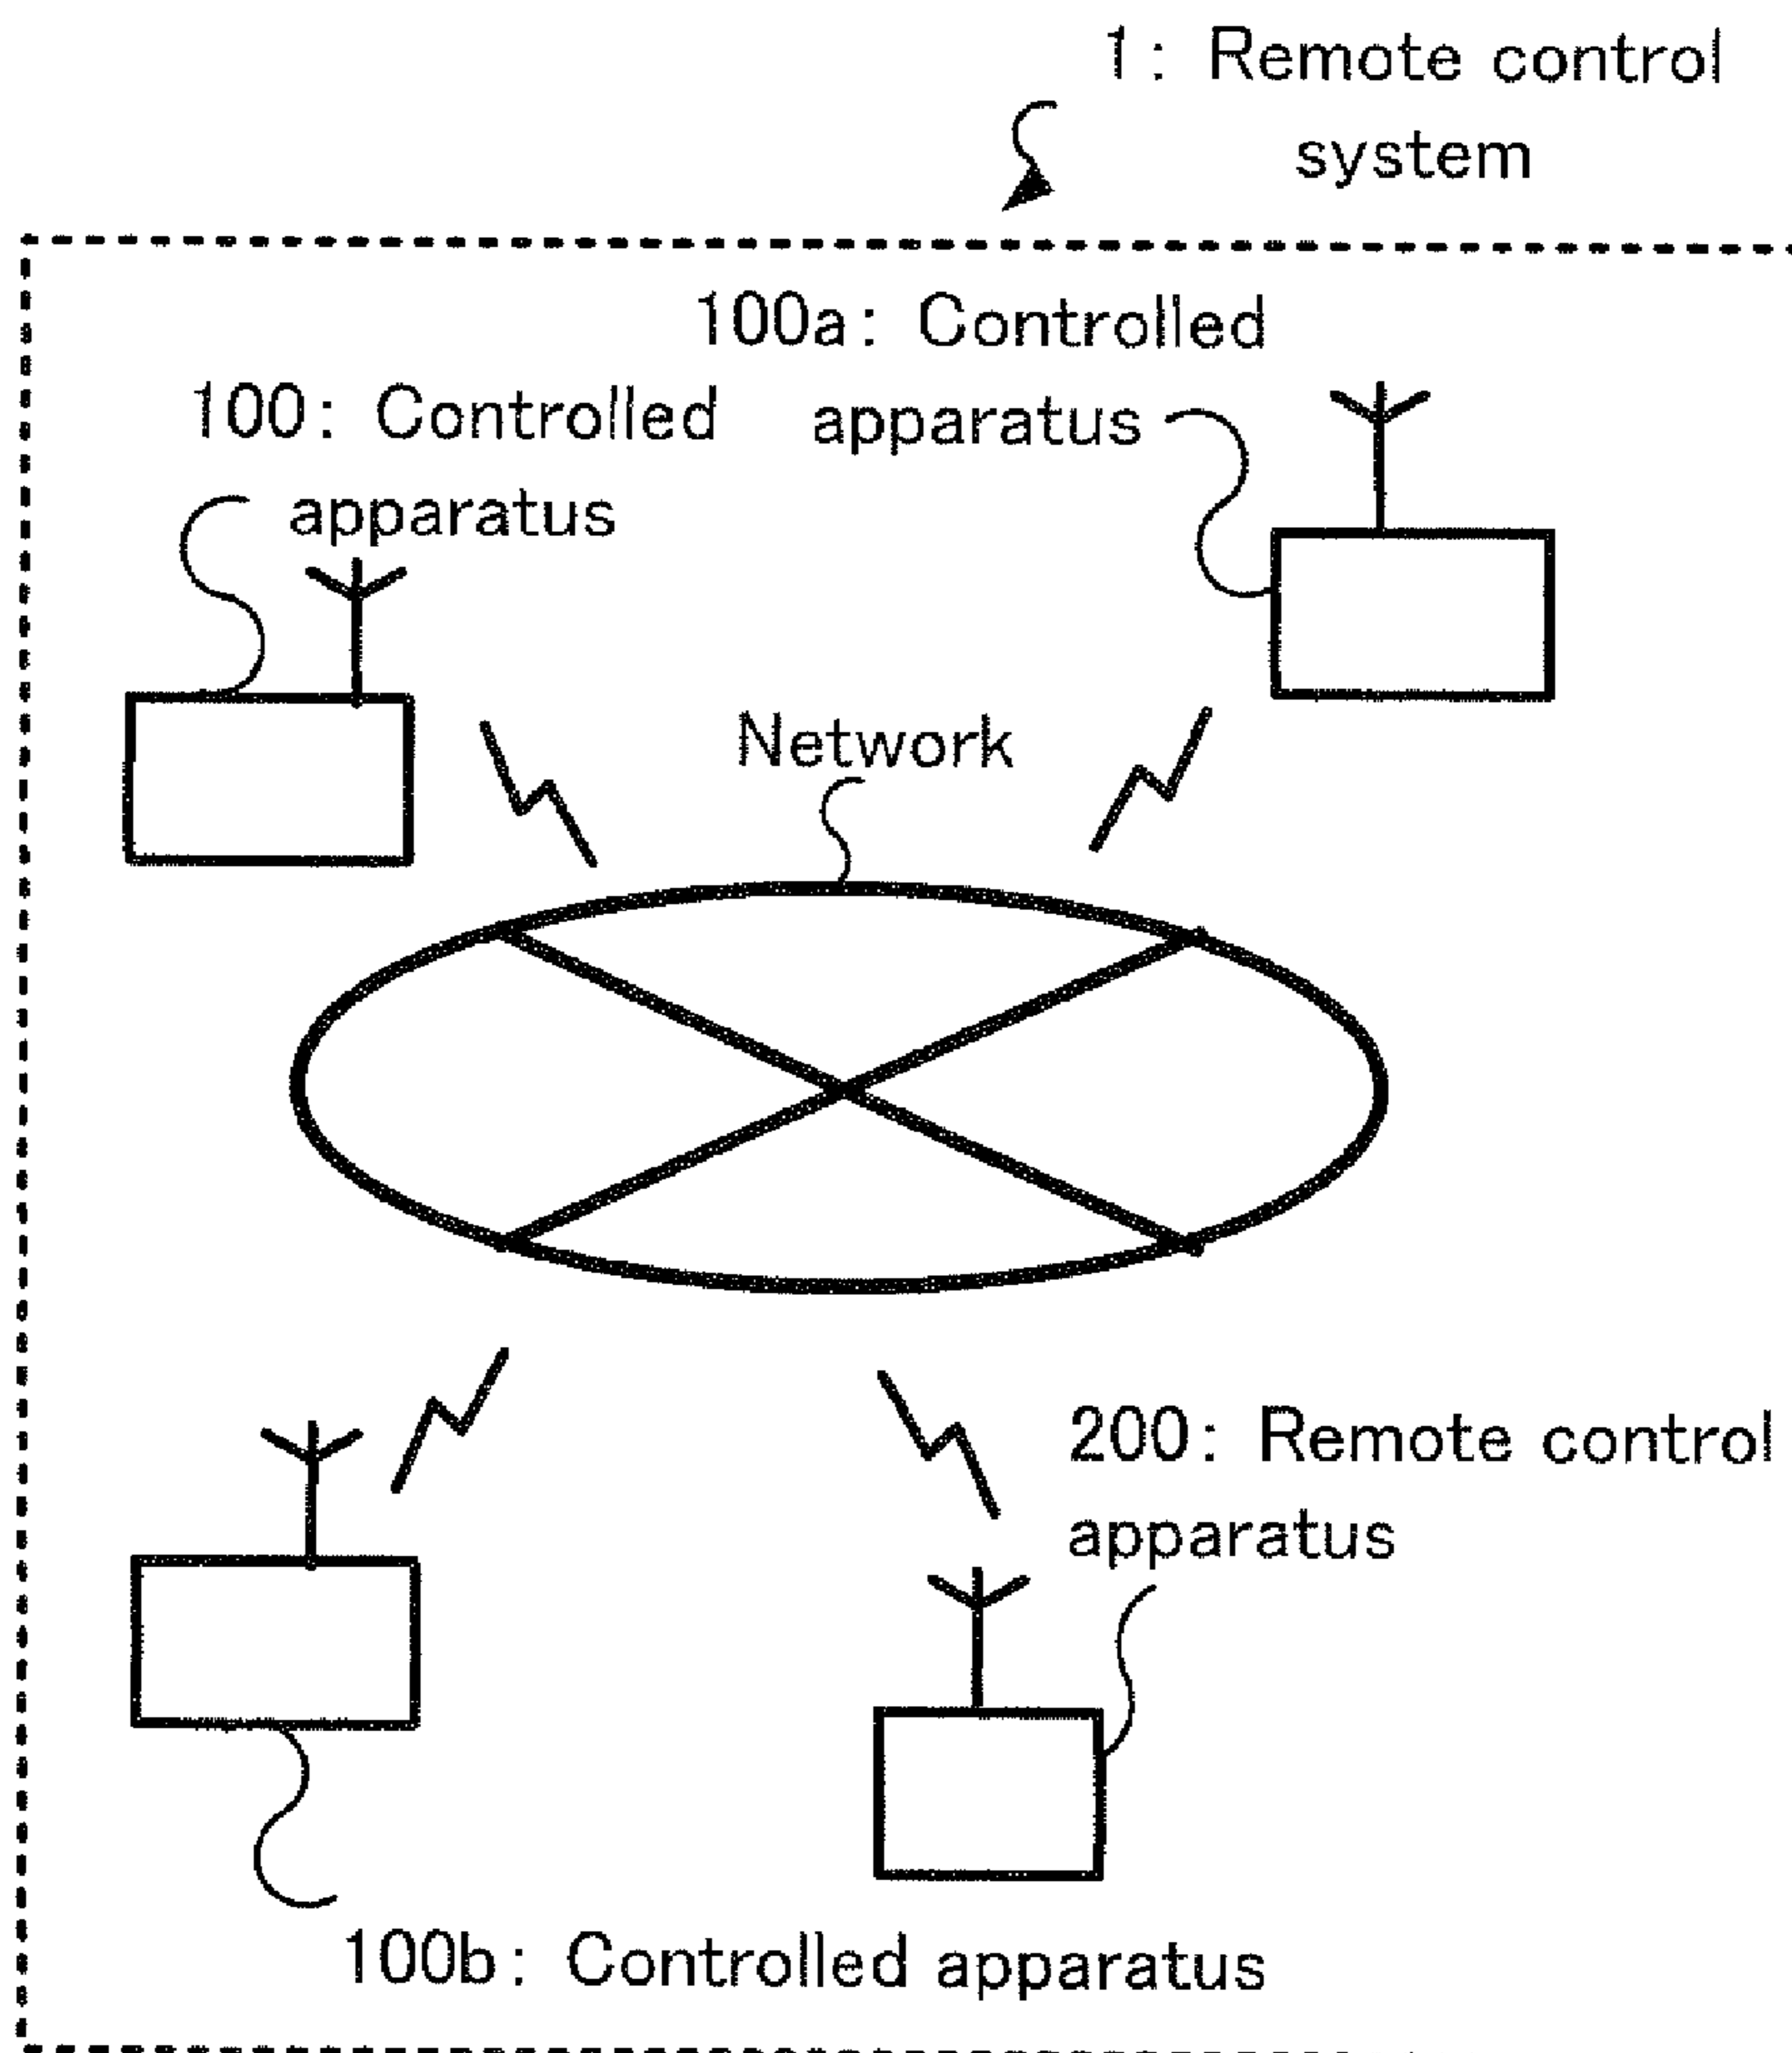 1: Remote control
system
100a: Controlled
apparatus
100: Controlled
apparatus
Network
200: Remote control
apparatus
100b: Controlled apparatus